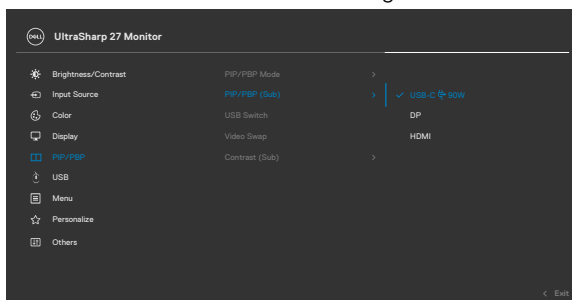 DELL UltraSharp 27 Monitor
Brightness/Contrast PIP/PBP Mode
Input Source PIP/PBP (Sub) USB-C 90W
Color USB Switch DP
Display Video Swap HDMI
PIP/PBP Contrast (Sub)
USB
Menu
Personalize
Others
Exit